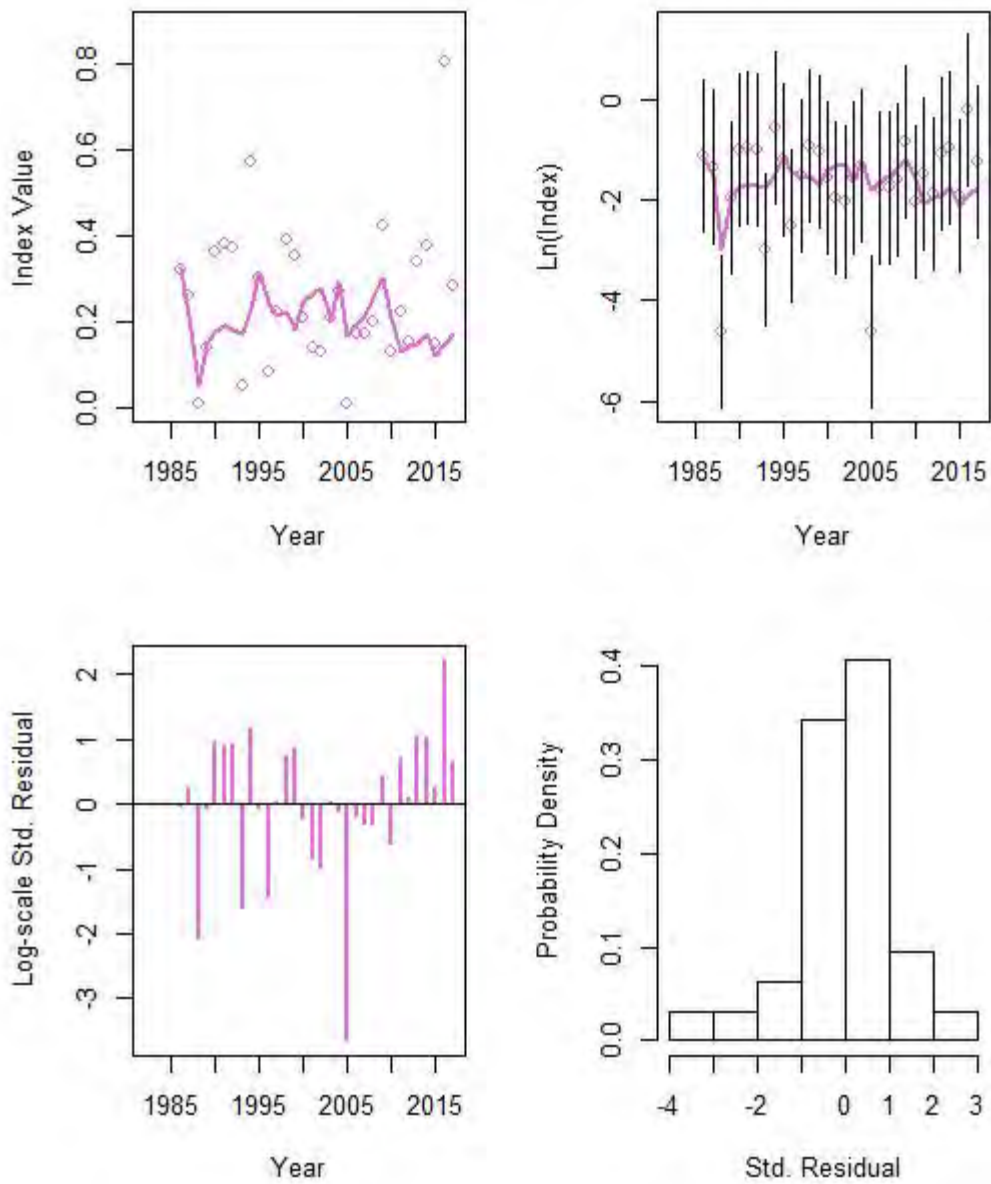 Index Value
0.0 0.2 0.4 0.6 0.8
1985 1995 2005 2015
Year
Ln(Index)
-6 -4 -2 0
1985 1995 2005 2015
Year
Log-scale Std. Residual
-3 -2 -1 0 1 2
1985 1995 2005 2015
Year
Probability Density
0.0 0.1 0.2 0.3 0.4
-4 -2 0 1 2 3
Std. Residual